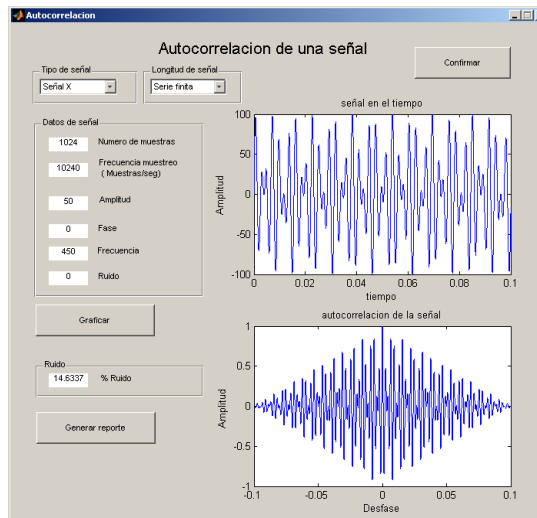 Autocorrelacion
Autocorrelacion de una señal
Confirmar
Tipo de señal
Señal X
Longitud de señal
Serie finita
Datos de señal
1024 Numero de muestras
10240 Frecuencia muestreo
( Muestras/seg)
50 Amplitud
0 Fase
450 Frecuencia
0 Ruido
Graficar
Ruido
14.6337 % Ruido
Generar reporte
señal en el tiempo
Amplitud
100
50
0
-50
-100
0 0.02 0.04 0.06 0.08 0.1
tiempo
autocorrelacion de la señal
Amplitud
1
0.5
0
-0.5
-1
-0.1 -0.05 0 0.05 0.1
Desfase